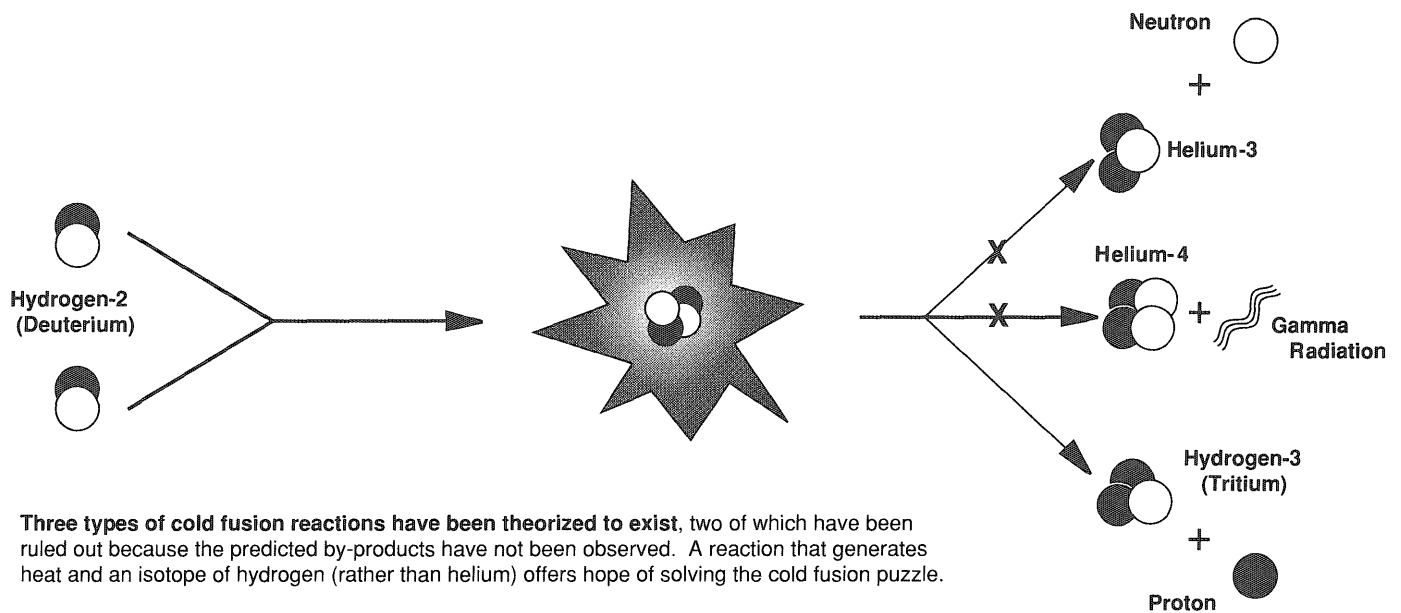 Neutron
+
Helium-3
X
Helium-4
X
+
Gamma
Radiation
Hydrogen-2
(Deuterium)
Hydrogen-3
(Tritium)
+
Proton
Three types of cold fusion reactions have been theorized to exist, two of which have been
ruled out because the predicted by-products have not been observed. A reaction that generates
heat and an isotope of hydrogen (rather than helium) offers hope of solving the cold fusion puzzle.